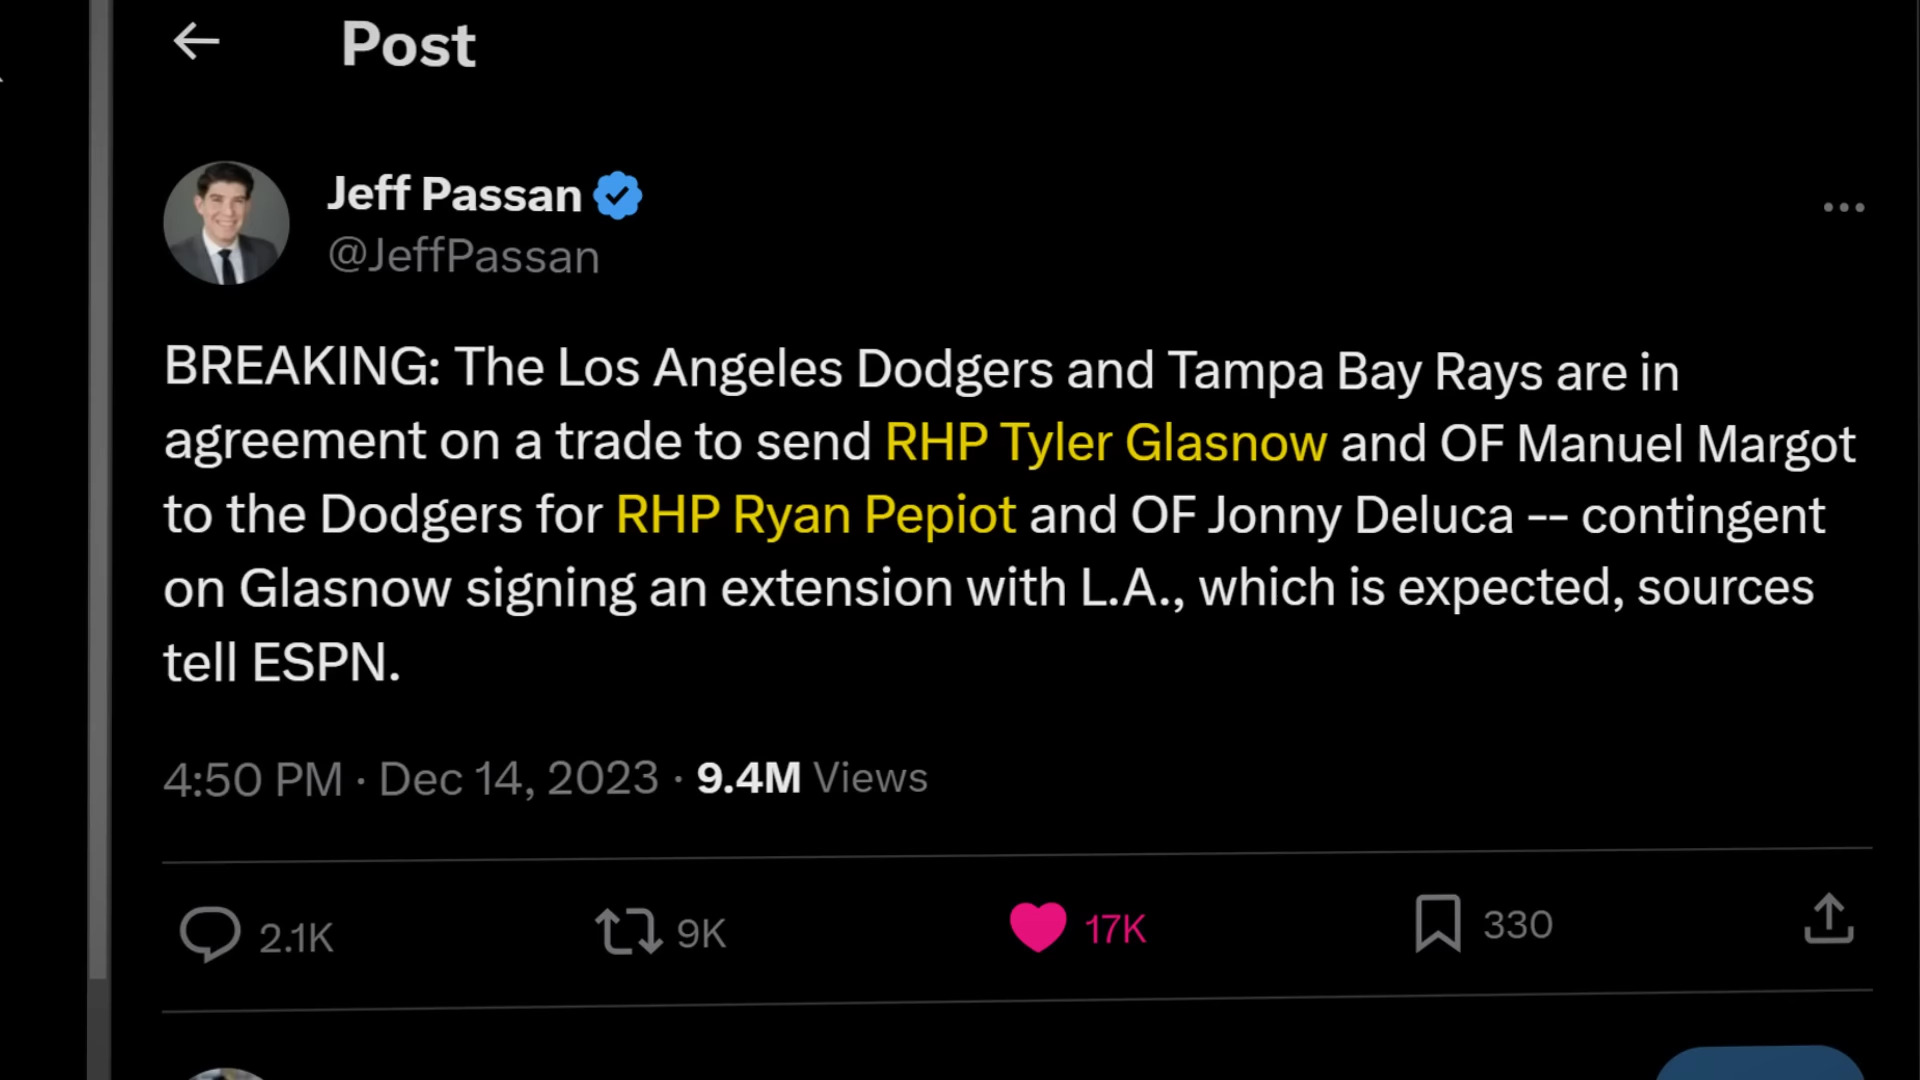 Post
Jeff Passan
@JeffPassan
BREAKING: The Los Angeles Dodgers and Tampa Bay Rays are in
agreement on a trade to send RHP Tyler Glasnow and OF Manuel Margot
to the Dodgers for RHP Ryan Pepiot and OF Jonny Deluca -- contingent
on Glasnow signing an extension with L.A., which is expected, sources
tell ESPN.
4:50 PM · Dec 14, 2023 · 9.4M Views
2.1K 9K 17K 330